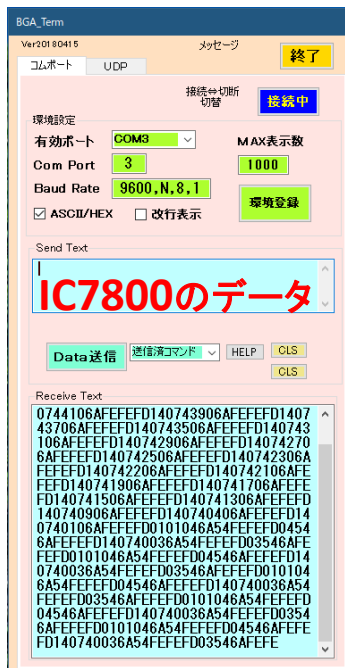 BGA_Term
Ver20180415
メッセージ
終了
コムポート
UDP
接続⇔切断
切替
接続中
環境設定
有効ポート
COM3
MAX表示数
Com Port
3
1000
Baud Rate
9600,N,8,1
環境登録
ASCII/HEX
改行表示
Send Text
IC7800のデータ
Data送信
送信済コマンド
HELP
CLS
CLS
Receive Text
0744106AFEFEFD140743906AFEFEFD1407
43706AFEFEFD140743506AFEFEFD140743
106AFEFEFD140742906AFEFEFD14074270
6AFEFEFD140742506AFEFEFD140742306A
FEFEFD140742206AFEFEFD140742106AFE
FEFD140741906AFEFEFD140741706AFEFE
FD140741506AFEFEFD140741306AFEFEFD
140740906AFEFEFD140740406AFEFEFD14
0740106AFEFEFD0101046A54FEFEFD0454
6AFEFEFD140740036A54FEFEFD03546AFE
FEFD0101046A54FEFEFD04546AFEFEFD14
0740036A54FEFEFD03546AFEFEFD010104
6A54FEFEFD04546AFEFEFD140740036A54
FEFEFD03546AFEFEFD0101046A54FEFEFD
04546AFEFEFD140740036A54FEFEFD0354
6AFEFEFD0101046A54FEFEFD04546AFEFE
FD140740036A54FEFEFD03546AFEFE